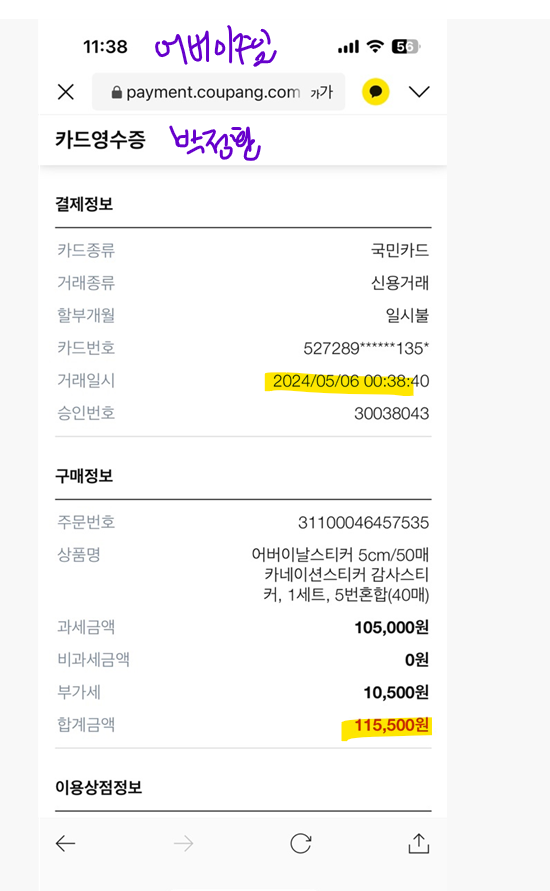 11:38 어버이주일 56
payment.coupang.com 가가
카드영수증 박정환
결제정보
카드종류 국민카드
거래종류 신용거래
할부개월 일시불
카드번호 527289******135*
거래일시 2024/05/06 00:38:40
승인번호 30038043
구매정보
주문번호 31100046457535
상품명 어버이날스티커 5cm/50매
카네이션스티커 감사스티
커, 1세트, 5번혼합(40매)
과세금액 105,000원
비과세금액 0원
부가세 10,500원
합계금액 115,500원
이용상점정보